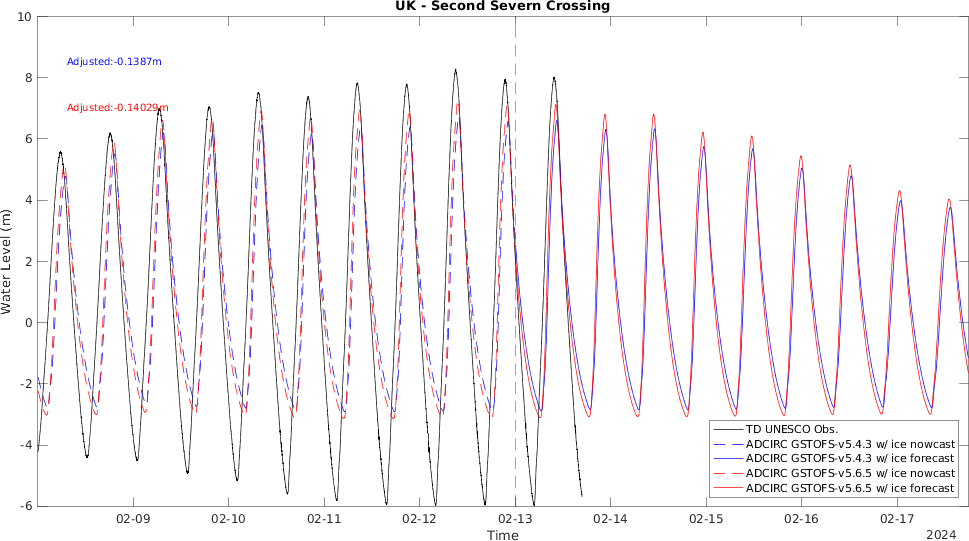 UK - Second Severn Crossing
10
8
6
4
2
0
-2
-4
-6
Water Level (m)
Adjusted:-0.1387m
Adjusted:-0.14029m
TD UNESCO Obs.
ADCIRC GSTOFS-v5.4.3 w/ ice nowcast
ADCIRC GSTOFS-v5.4.3 w/ ice forecast
ADCIRC GSTOFS-v5.6.5 w/ ice nowcast
ADCIRC GSTOFS-v5.6.5 w/ ice forecast
02-09 02-10 02-11 02-12 02-13 02-14 02-15 02-16 02-17
Time
2024